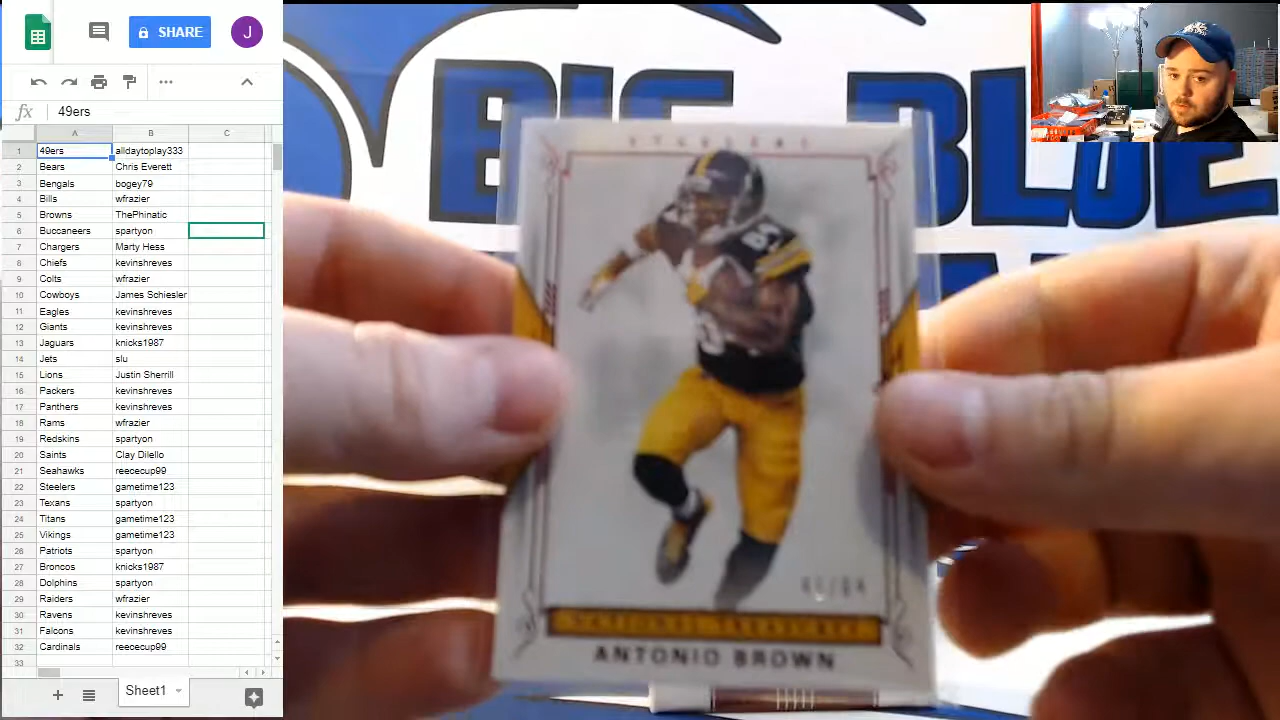 SHARE
J
fx 49ers
A B C
1 49ers alldaytoplay333
2 Bears Chris Everett
3 Bengals bogey79
4 Bills wfrazier
5 Browns ThePhinatic
6 Buccaneers spartyon
7 Chargers Marty Hess
8 Chiefs kevinshreves
9 Colts wfrazier
10 Cowboys James Schiesler
11 Eagles kevinshreves
12 Giants kevinshreves
13 Jaguars knicks1987
14 Jets slu
15 Lions Justin Sherrill
16 Packers kevinshreves
17 Panthers kevinshreves
18 Rams wfrazier
19 Redskins spartyon
20 Saints Clay Dilello
21 Seahawks reececup99
22 Steelers gametime123
23 Texans spartyon
24 Titans gametime123
25 Vikings gametime123
26 Patriots spartyon
27 Broncos knicks1987
28 Dolphins spartyon
29 Raiders wfrazier
30 Ravens kevinshreves
31 Falcons kevinshreves
32 Cardinals reececup99
33
Sheet1
BIG BLUE
STEELERS
NATIONAL TREASURES
ANTONIO BROWN